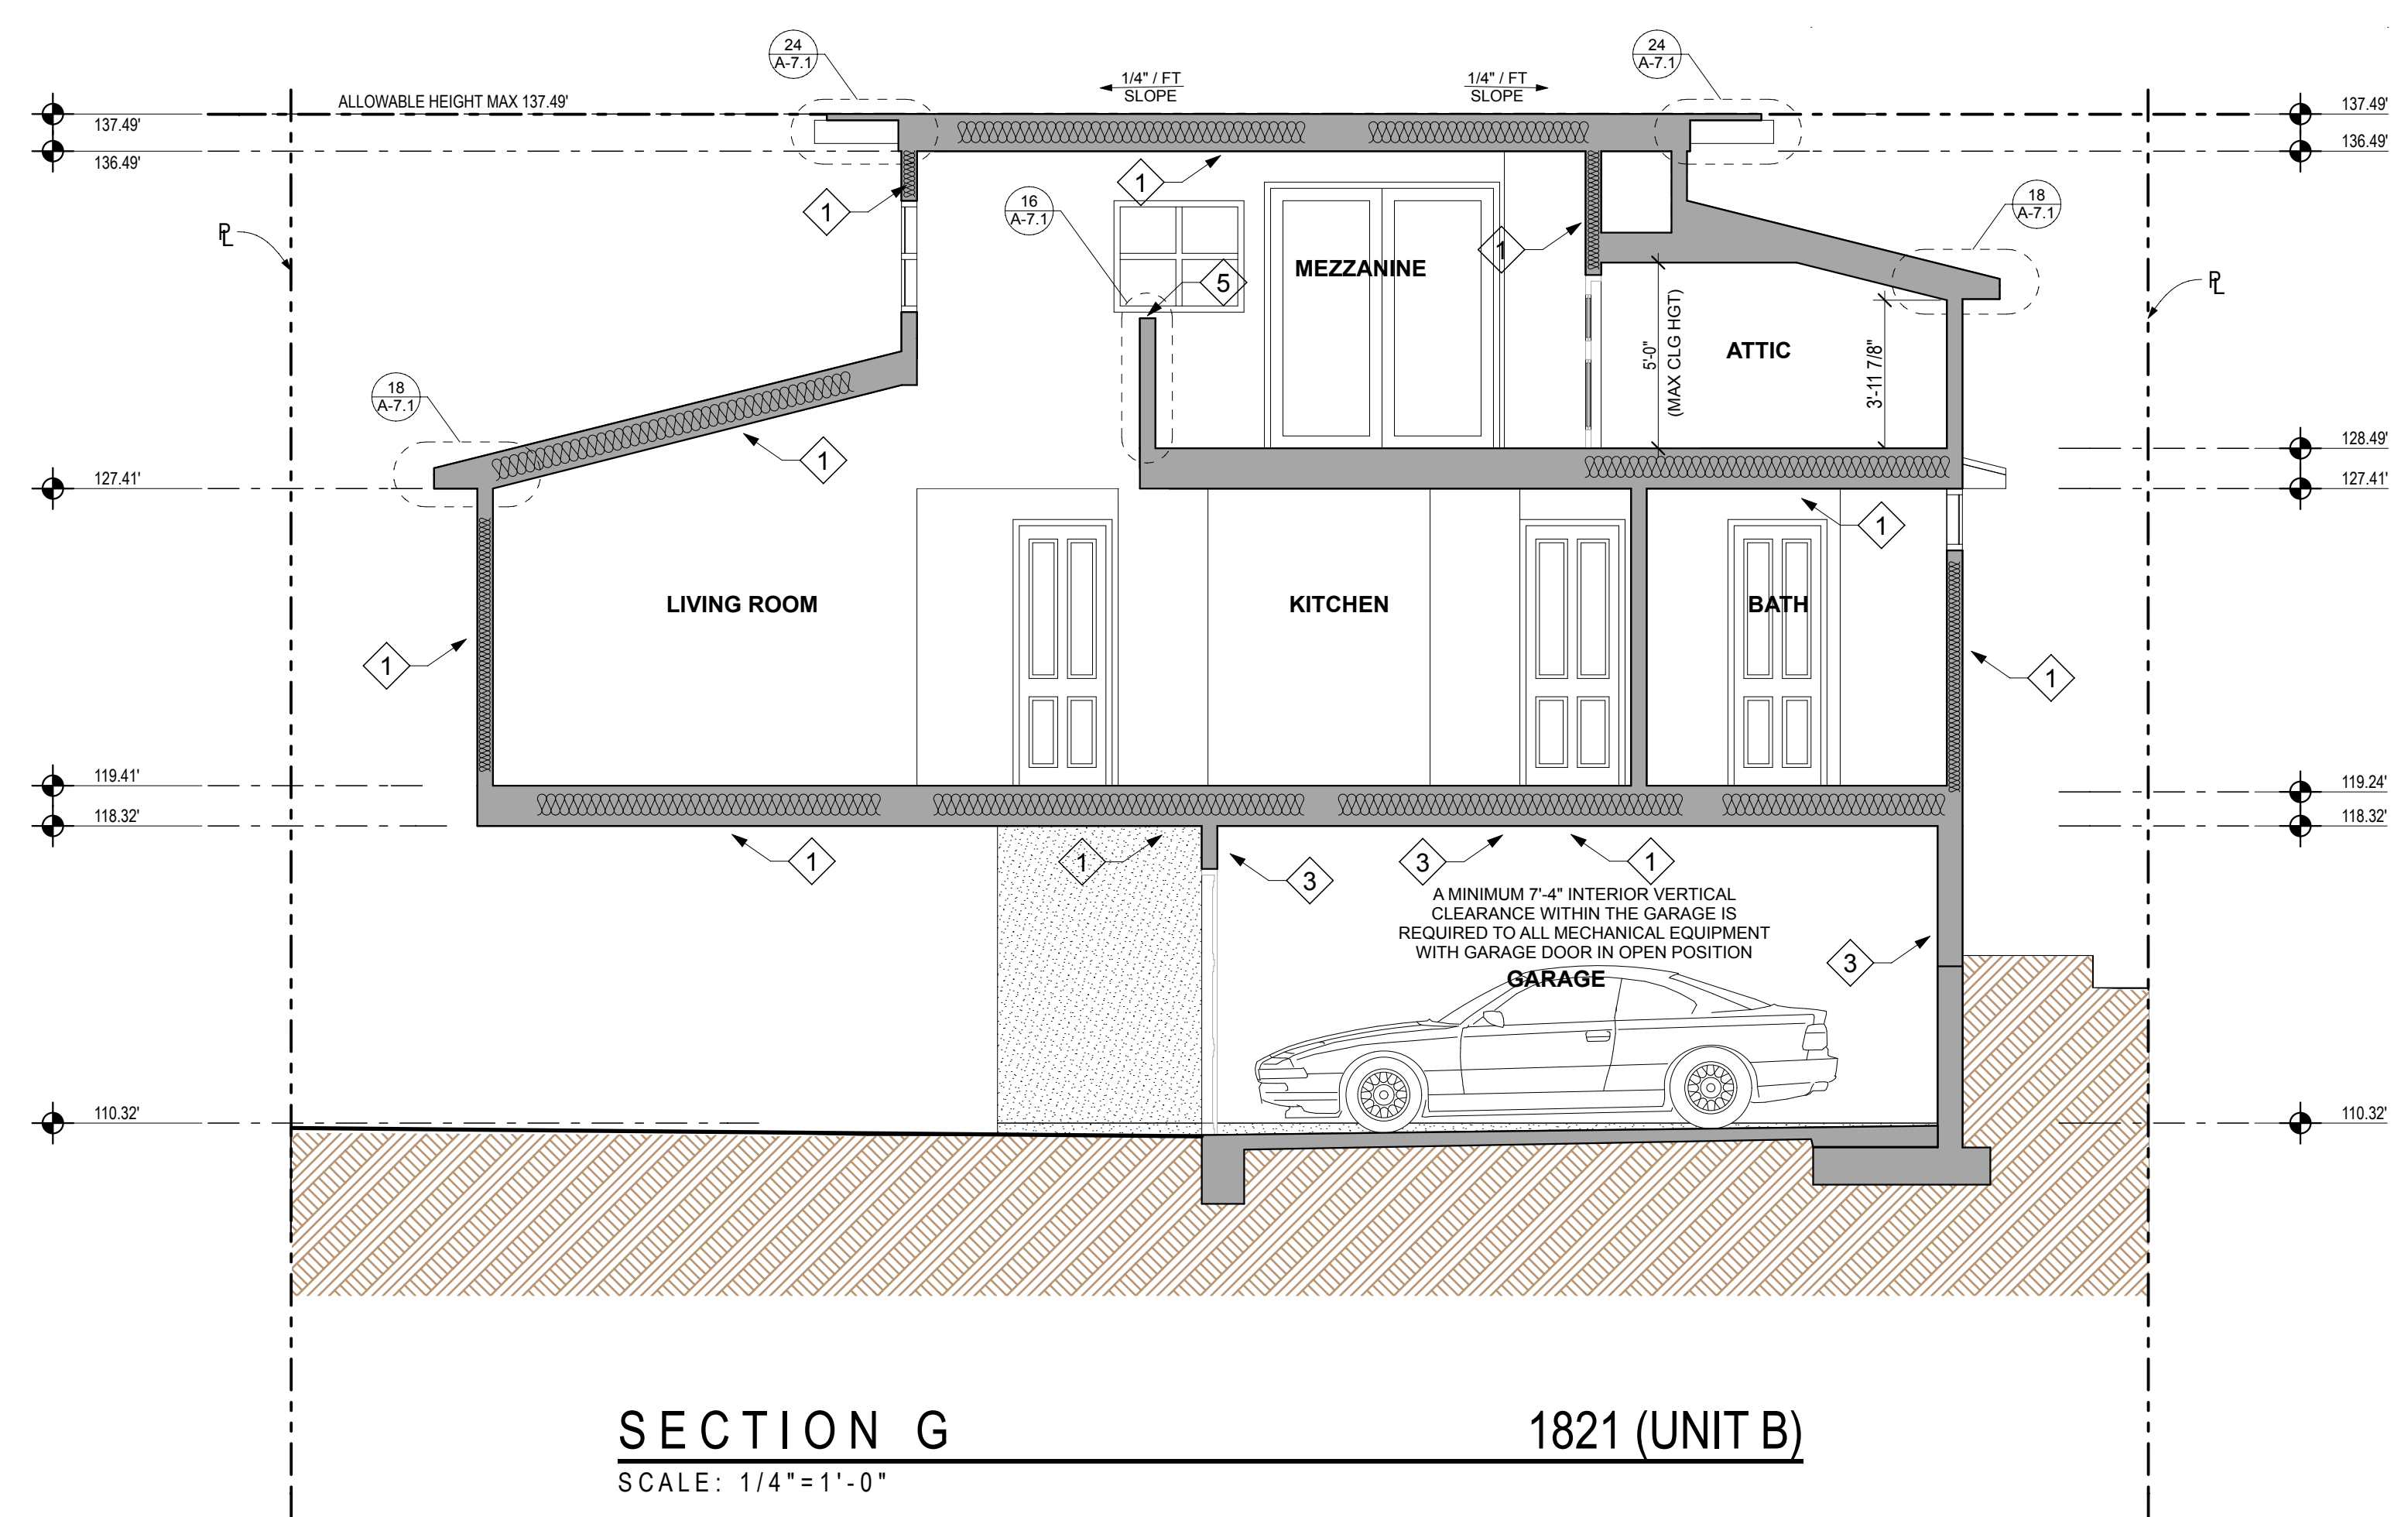 24
A-7.1
24
A-7.1
1/4" / FT
SLOPE
1/4" / FT
SLOPE
ALLOWABLE HEIGHT MAX 137.49'
137.49'
137.49'
136.49'
136.49'
1
1
16
A-7.1
18
A-7.1
PL
1
5
MEZZANINE
PL
5'-0"
(MAX CLG HGT)
ATTIC
3'-11 7/8"
18
A-7.1
1
128.49'
127.41'
127.41'
1
LIVING ROOM
KITCHEN
BATH
1
1
119.41'
119.24'
118.32'
118.32'
1
1
3
3
1
A MINIMUM 7'-4" INTERIOR VERTICAL
CLEARANCE WITHIN THE GARAGE IS
REQUIRED TO ALL MECHANICAL EQUIPMENT
WITH GARAGE DOOR IN OPEN POSITION
3
GARAGE
110.32'
110.32'
SECTION G
1821 (UNIT B)
SCALE: 1/4"=1'-0"